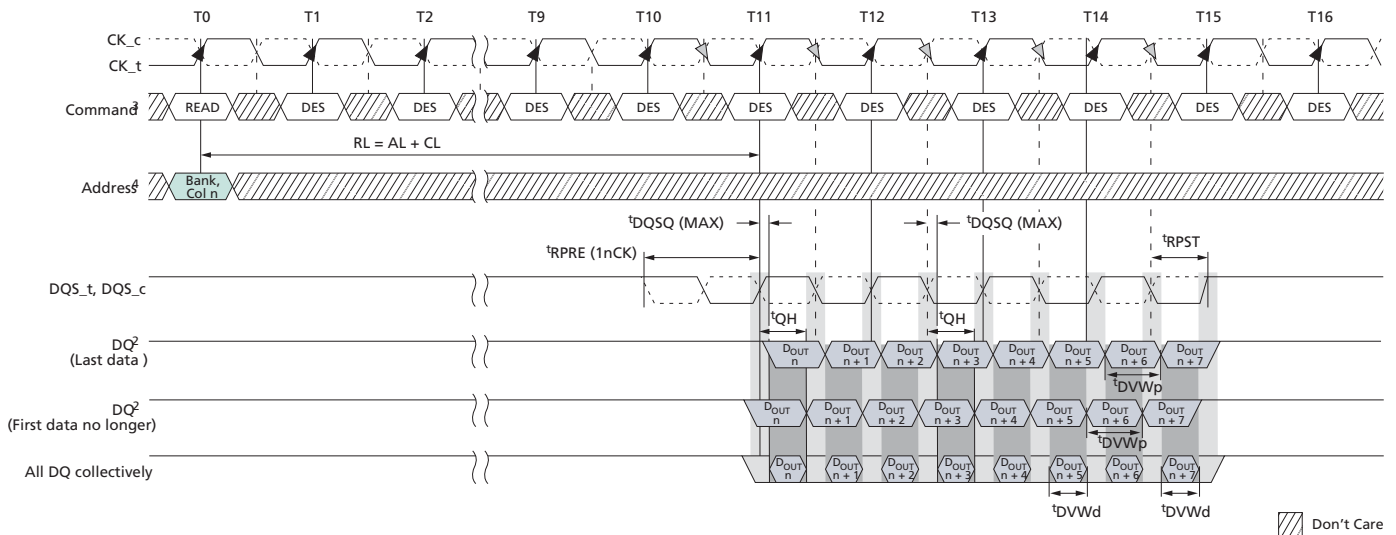 T0 T1 T2 T9 T10 T11 T12 T13 T14 T15 T16
CK_c
CK_t
Command3 READ DES DES DES DES DES DES DES DES DES DES
RL = AL + CL
Address4 Bank, Col n
tDQSQ (MAX) tDQSQ (MAX)
tRPRE (1nCK) tRPST
DQS_t, DQS_c
tQH tQH
DQ2 (Last data ) DOUT n DOUT n + 1 DOUT n + 2 DOUT n + 3 DOUT n + 4 DOUT n + 5 DOUT n + 6 DOUT n + 7
tDVWp
DQ2 (First data no longer) DOUT n DOUT n + 1 DOUT n + 2 DOUT n + 3 DOUT n + 4 DOUT n + 5 DOUT n + 6 DOUT n + 7
tDVWp
All DQ collectively DOUT n DOUT n + 1 DOUT n + 2 DOUT n + 3 DOUT n + 4 DOUT n + 5 DOUT n + 6 DOUT n + 7
tDVWd tDVWd
Don't Care